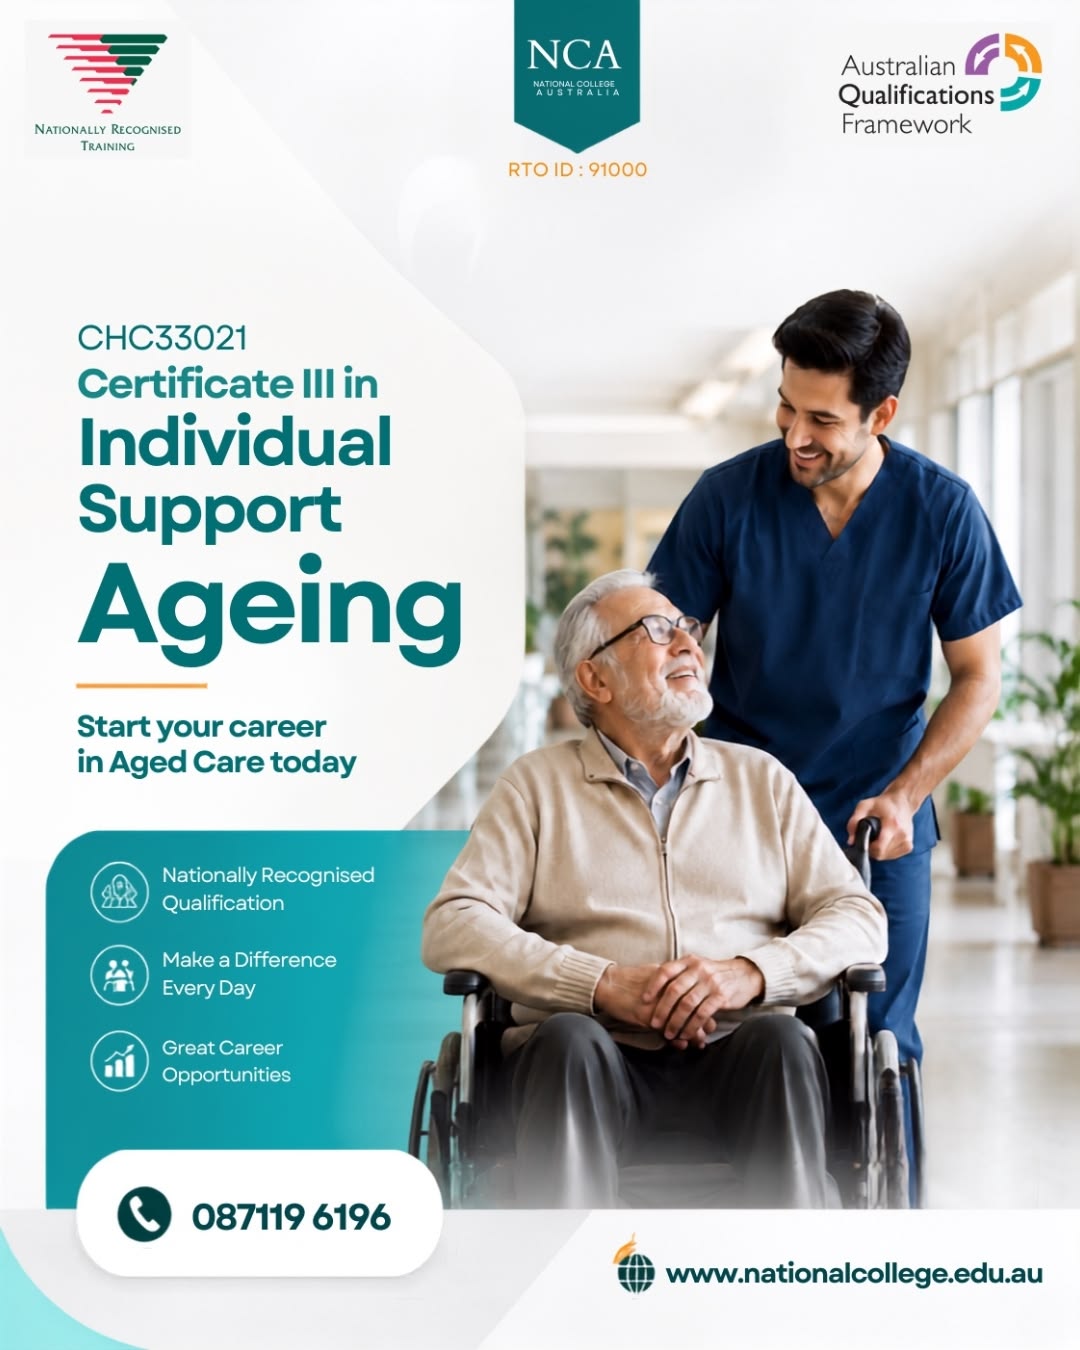 NATIONALLY RECOGNISED
TRAINING
NCA
NATIONAL COLLEGE
AUSTRALIA
RTO ID : 91000
Australian
Qualifications
Framework
CHC33021
Certificate III in
Individual
Support
Ageing
Start your career
in Aged Care today
Nationally Recognised
Qualification
Make a Difference
Every Day
Great Career
Opportunities
087119 6196
www.nationalcollege.edu.au